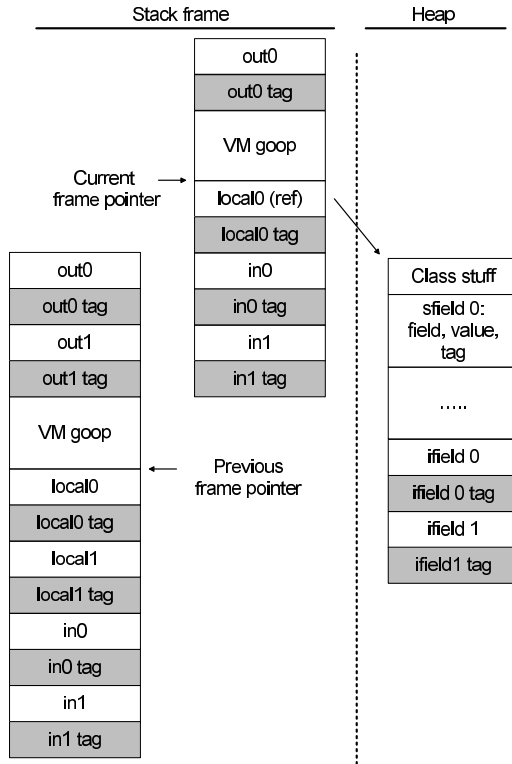 Stack frame
Heap
out0
out0 tag
VM goop
Current
frame pointer
local0 (ref)
local0 tag
in0
in0 tag
in1
in1 tag
out0
out0 tag
out1
out1 tag
VM goop
Previous
frame pointer
local0
local0 tag
local1
local1 tag
in0
in0 tag
in1
in1 tag
Class stuff
sfield 0:
field, value,
tag
.....
ifield 0
ifield 0 tag
ifield 1
ifield1 tag